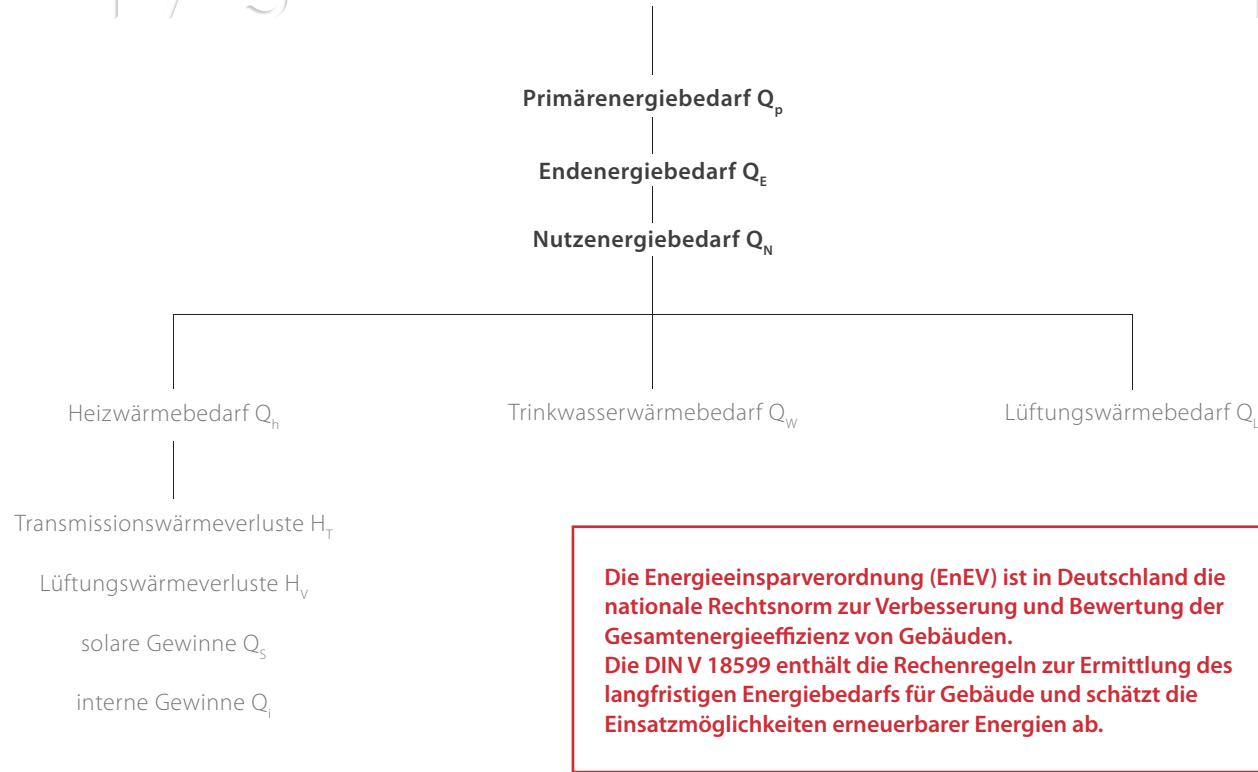 Primärenergiebedarf Qp
Endenergiebedarf QE
Nutzenergiebedarf QN
Heizwärmebedarf Qh
Trinkwasserwärmebedarf QW
Lüftungswärmebedarf QL
Transmissionswärmeverluste HT
Lüftungswärmeverluste HV
solare Gewinne QS
interne Gewinne Qi
Die Energieeinsparverordnung (EnEV) ist in Deutschland die
nationale Rechtsnorm zur Verbesserung und Bewertung der
Gesamtenergieeffizienz von Gebäuden.
Die DIN V 18599 enthält die Rechenregeln zur Ermittlung des
langfristigen Energiebedarfs für Gebäude und schätzt die
Einsatzmöglichkeiten erneuerbarer Energien ab.